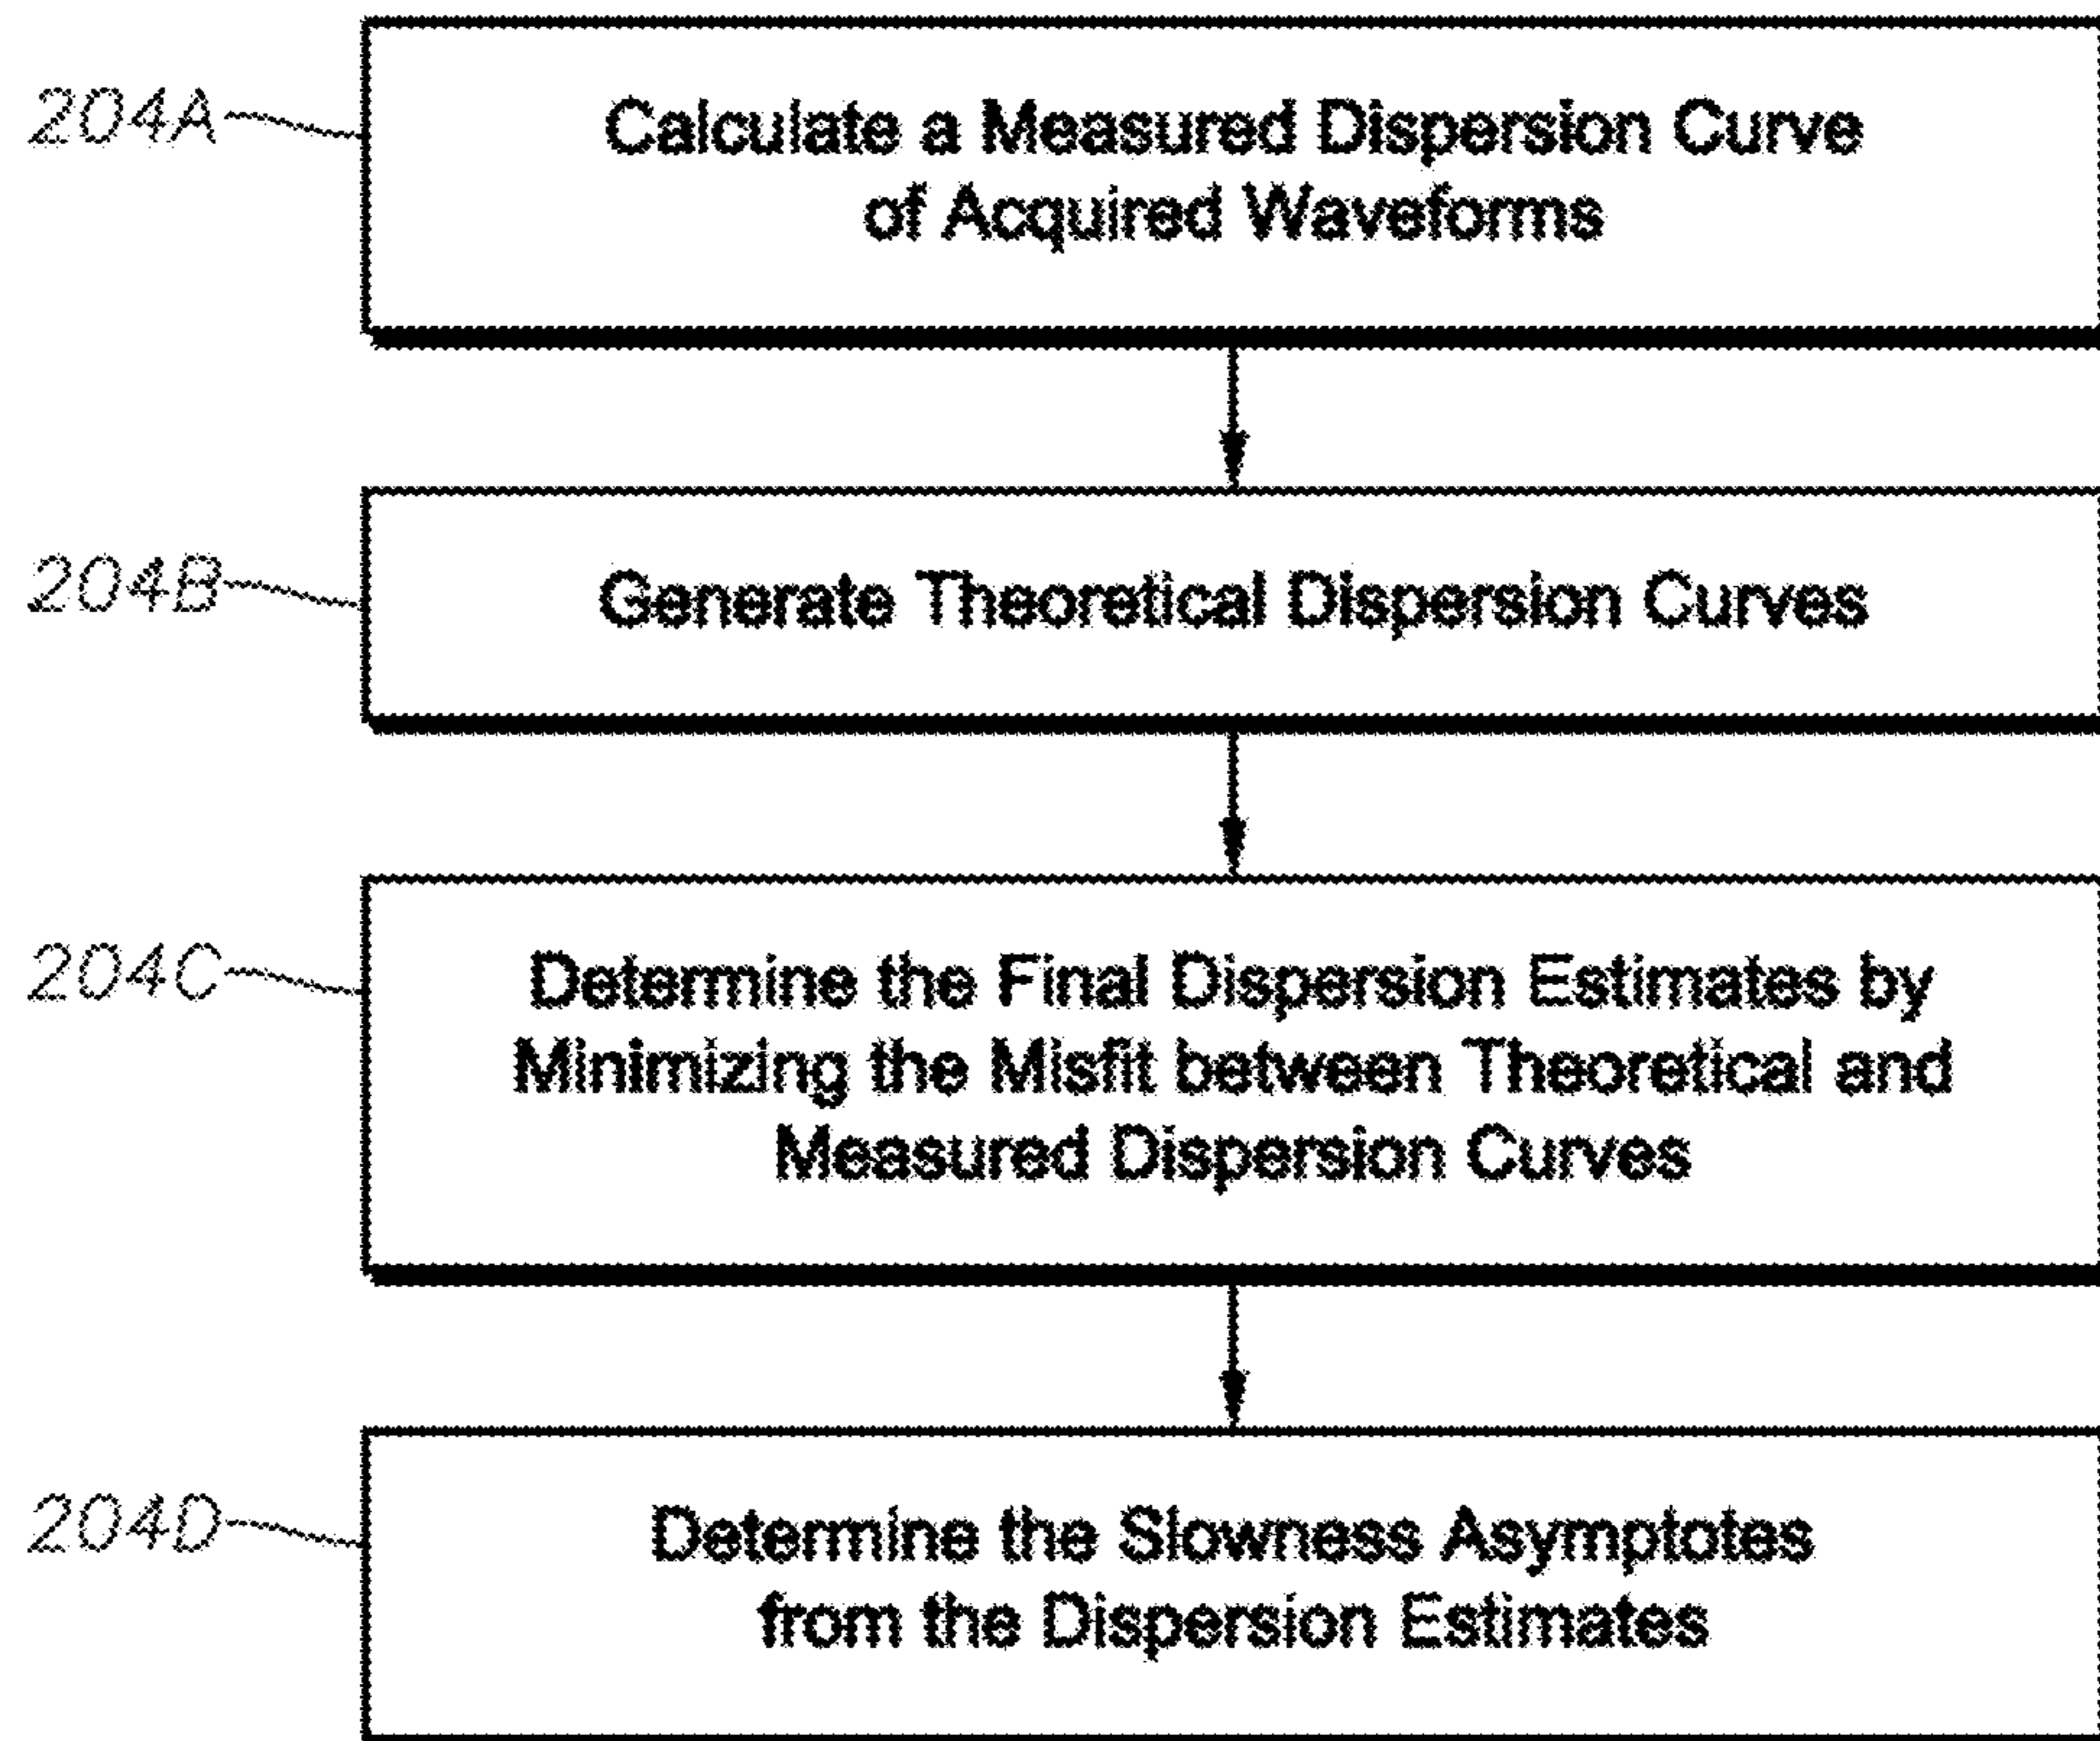 204A
Calculate a Measured Dispersion Curve
of Acquired Waveforms
204B
Generate Theoretical Dispersion Curves
204C
Determine the Final Dispersion Estimates by
Minimizing the Misfit between Theoretical and
Measured Dispersion Curves
204D
Determine the Slowness Asymptotes
from the Dispersion Estimates